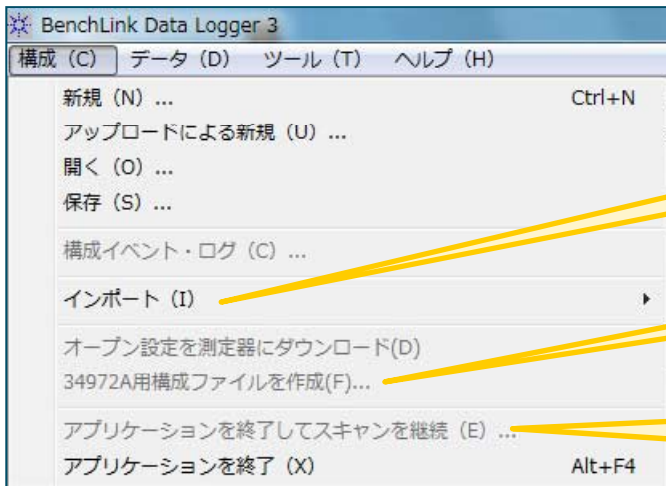 BenchLink Data Logger 3
構成（C） データ（D） ツール（T） ヘルプ（H）
新規（N）... Ctrl+N
アップロードによる新規（U）...
開く（O）...
保存（S）...
構成イベント・ログ（C）...
インポート（I）
オープン設定を測定器にダウンロード(D)
34972A用構成ファイルを作成(F)...
アプリケーションを終了してスキャンを継続（E）...
アプリケーションを終了（X） Alt+F4